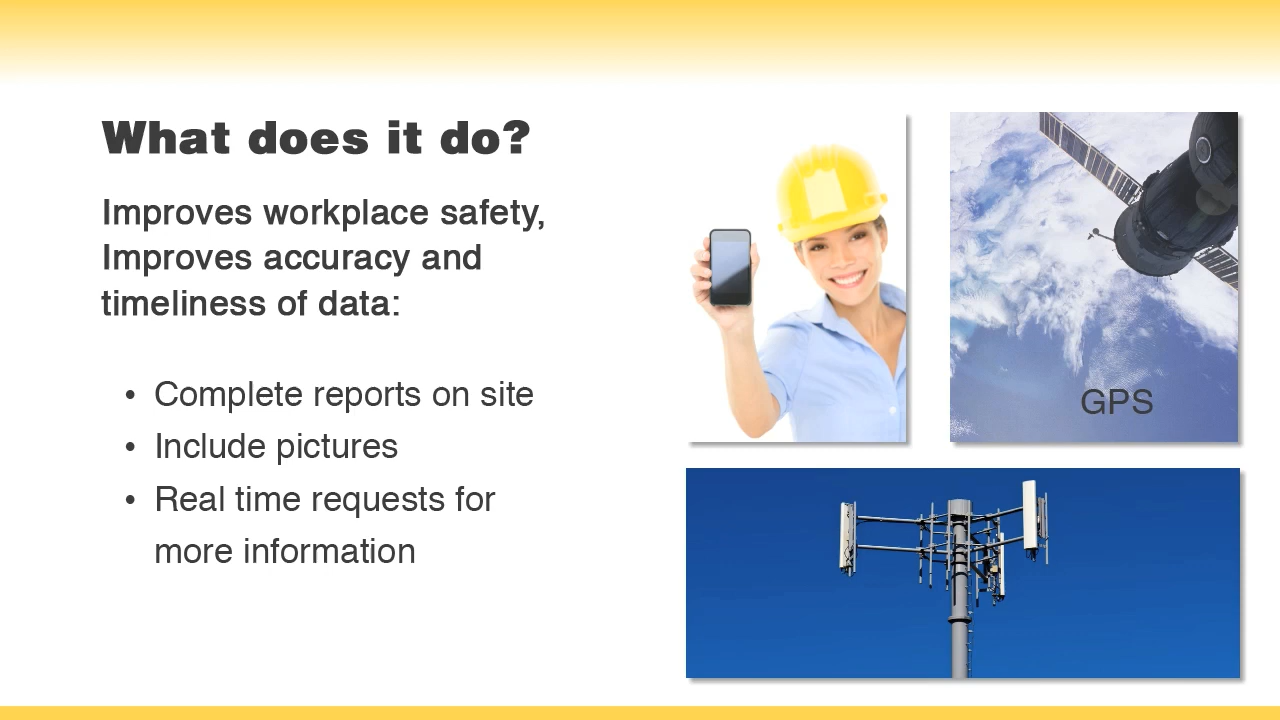 What does it do?
Improves workplace safety,
Improves accuracy and
timeliness of data:
• Complete reports on site
• Include pictures
• Real time requests for
more information
GPS